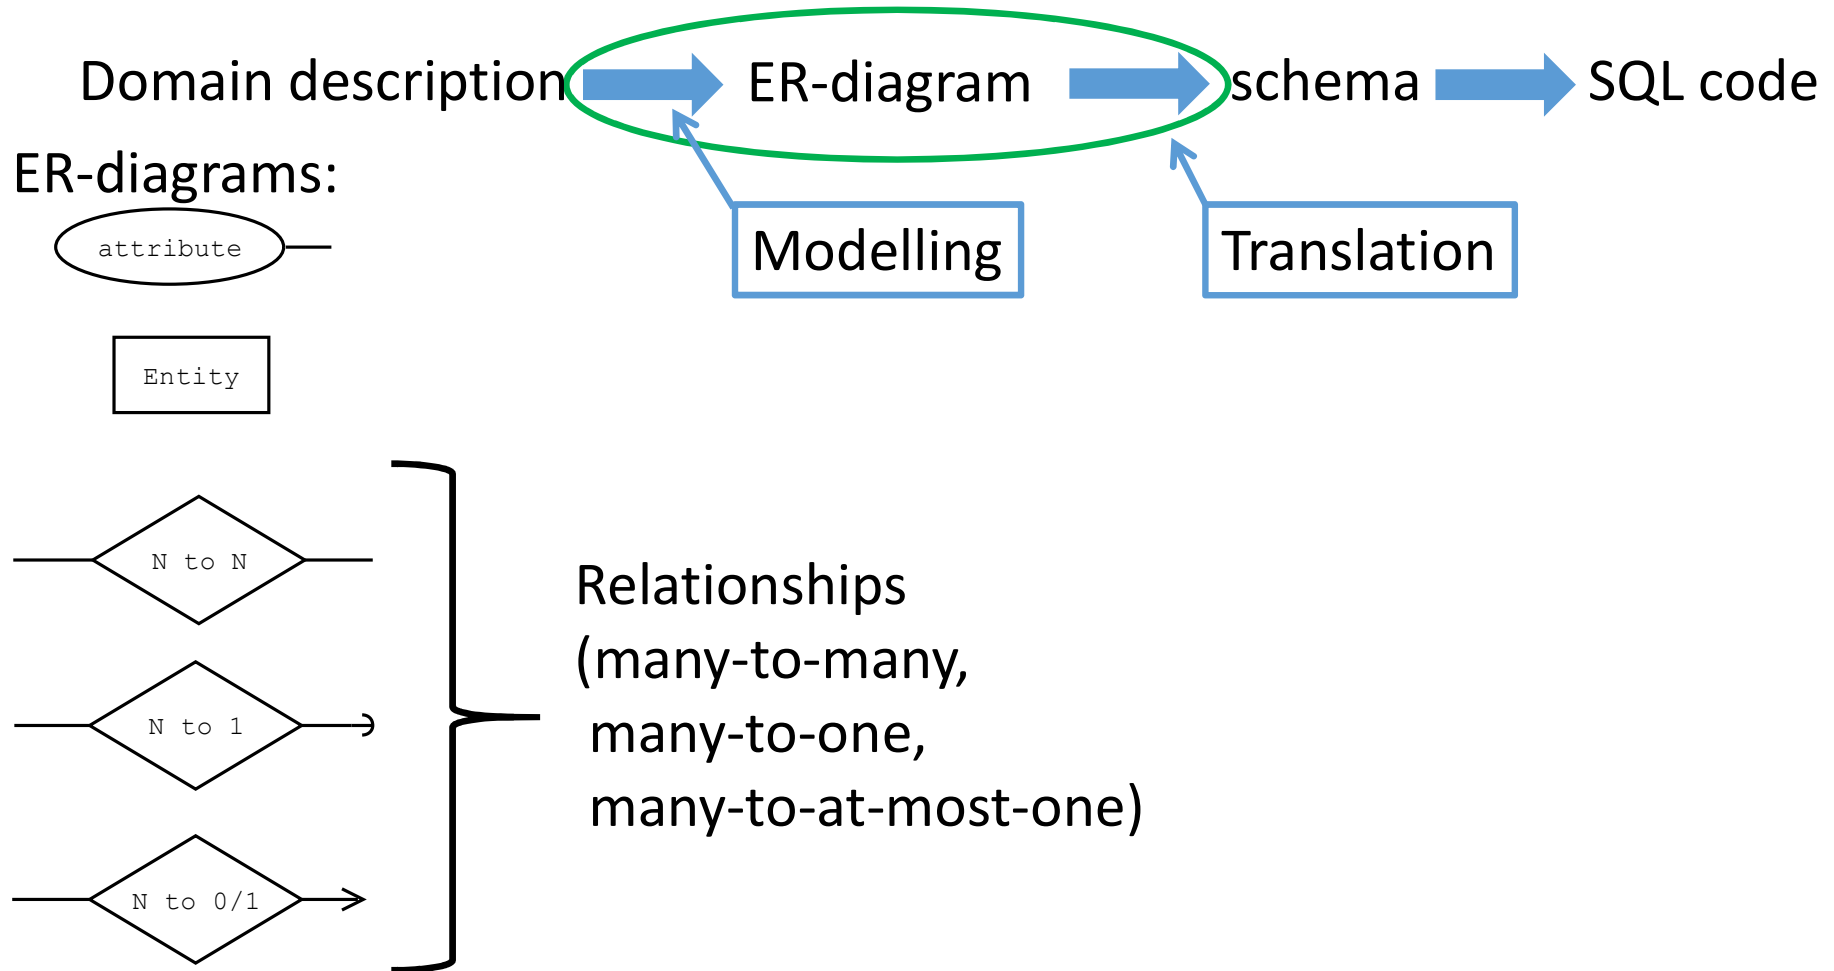 Domain description ER-diagram schema SQL code
ER-diagrams:
attribute
Modelling
Translation
Entity
N to N
N to 1
N to 0/1
Relationships
(many-to-many,
many-to-one,
many-to-at-most-one)